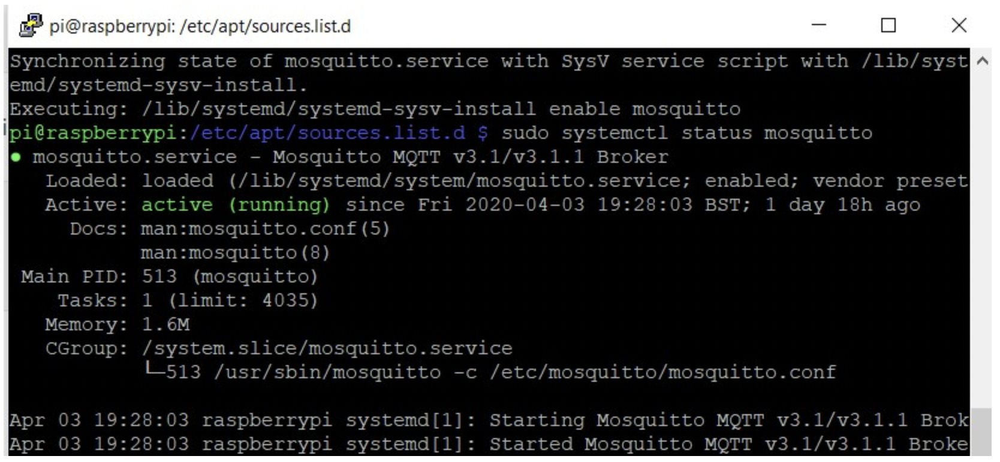 pi@raspberrypi: /etc/apt/sources.list.d
Synchronizing state of mosquitto.service with SysV service script with /lib/syst
emd/systemd-sysv-install.
Executing: /lib/systemd/systemd-sysv-install enable mosquitto
pi@raspberrypi:/etc/apt/sources.list.d $ sudo systemctl status mosquitto
● mosquitto.service - Mosquitto MQTT v3.1/v3.1.1 Broker
   Loaded: loaded (/lib/systemd/system/mosquitto.service; enabled; vendor preset
   Active: active (running) since Fri 2020-04-03 19:28:03 BST; 1 day 18h ago
     Docs: man:mosquitto.conf(5)
           man:mosquitto(8)
 Main PID: 513 (mosquitto)
    Tasks: 1 (limit: 4035)
   Memory: 1.6M
   CGroup: /system.slice/mosquitto.service
           └─513 /usr/sbin/mosquitto -c /etc/mosquitto/mosquitto.conf
Apr 03 19:28:03 raspberrypi systemd[1]: Starting Mosquitto MQTT v3.1/v3.1.1 Brok
Apr 03 19:28:03 raspberrypi systemd[1]: Started Mosquitto MQTT v3.1/v3.1.1 Broke